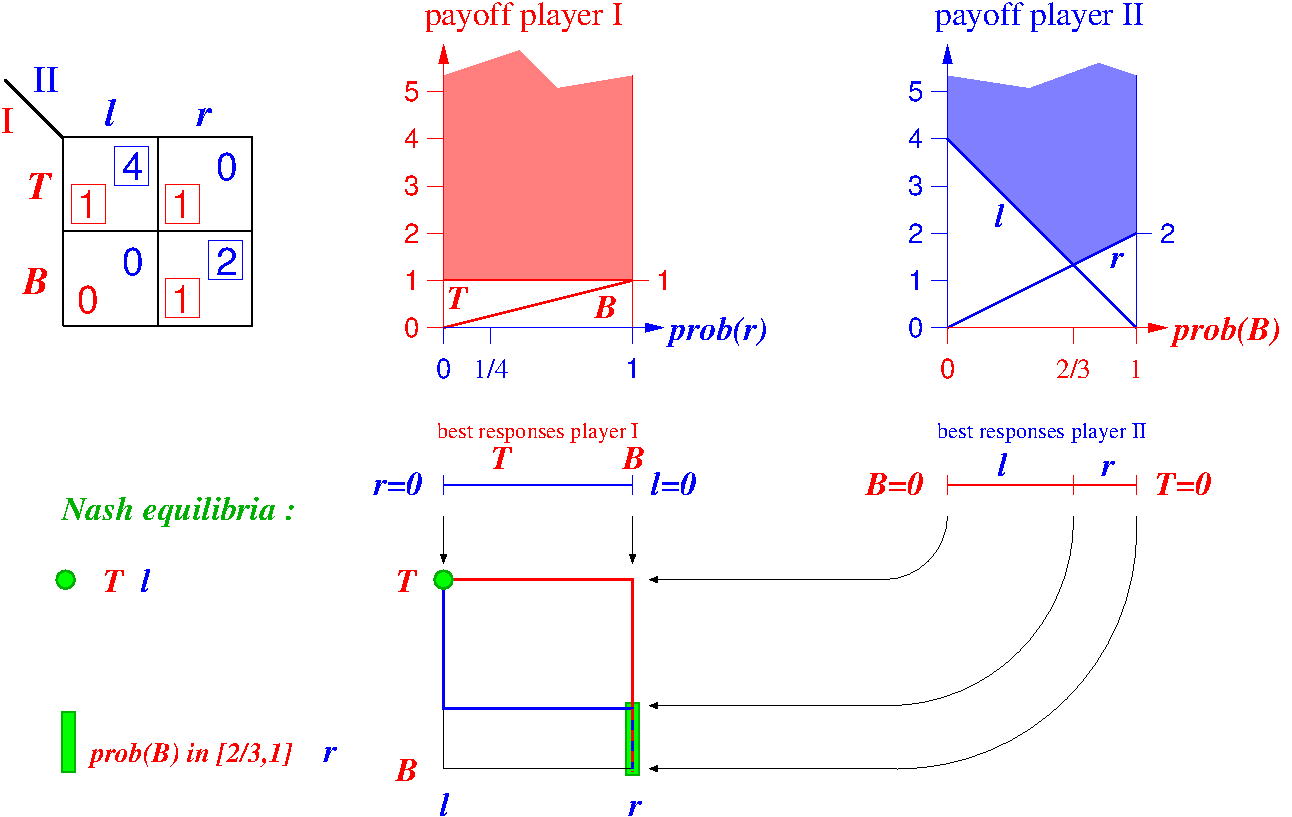 payoff player I
payoff player II
II
I
l r
T
4 0
1 1
B
0 2
0 1
5
4
3
2
1
0
T
B
1
prob(r)
0 1/4 1
5
4
3
2
1
0
l
r
2
prob(B)
0 2/3 1
best responses player I
T B
r=0 l=0
best responses player II
l r
B=0 T=0
Nash equilibria :
T l
prob(B) in [2/3,1] r
T
B
l r